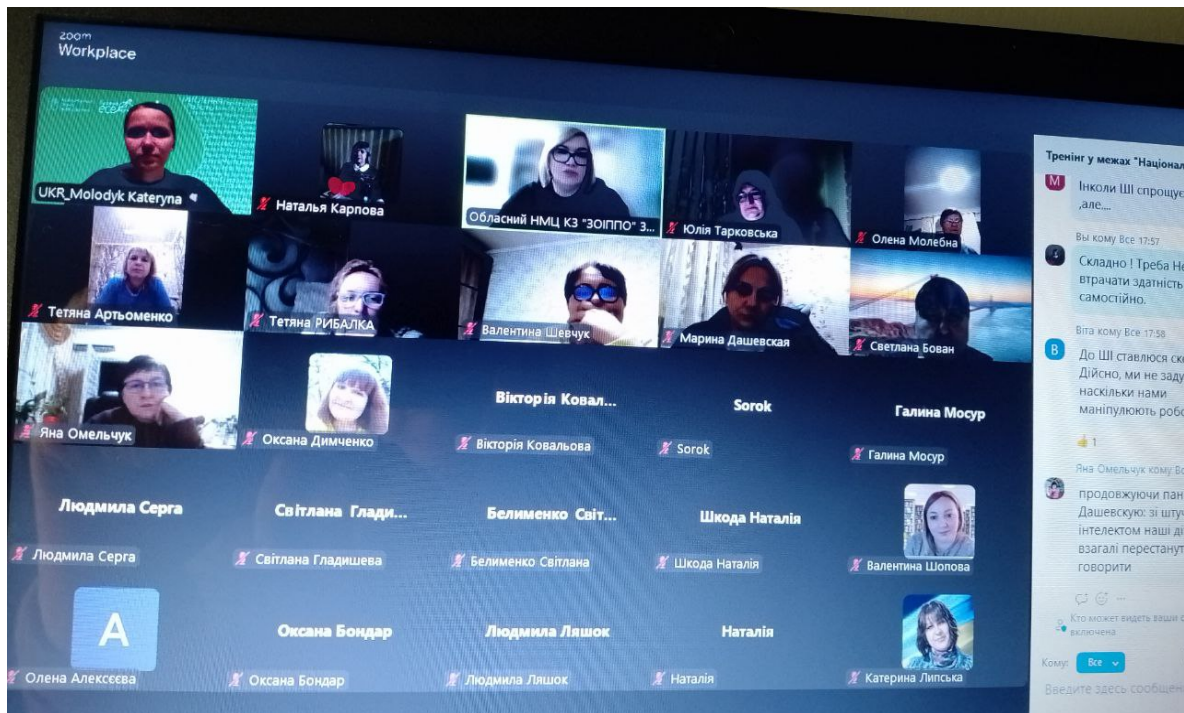 zoom
Workplace
UKR_Molodyk Kateryna
Наталья Карпова
Обласний НМЦ КЗ "ЗОІППО" З...
Юлія Тарковська
Олена Молебна
Тетяна Артьоменко
Тетяна РИБАЛКА
Валентина Шевчук
Марина Дашевская
Светлана Бован
Яна Омельчук
Оксана Димченко
Вікторія Ковал...
Вікторія Ковальова
Sorok
Sorok
Галина Мосур
Галина Мосур
Людмила Серга
Людмила Серга
Світлана Глади...
Світлана Гладишева
Белименко Світ...
Белименко Світлана
Шкода Наталія
Шкода Наталія
Валентина Шопова
А
Олена Алексєєва
Оксана Бондар
Оксана Бондар
Людмила Ляшок
Людмила Ляшок
Наталія
Наталія
Катерина Липська
Тренінг у межах "Націонал
М
Інколи ШІ спрощує
,але....
Вы кому Все 17:57
Складно ! Треба Не
втрачати здатність
самостійно.
Віта кому Все 17:58
В
До ШІ ставлюся ске
Дійсно, ми не заду
наскільки нами
маніпулюють робо
1
Яна Омельчук кому Вс
продовжуючи пан
Дашевскую: зі штуч
інтелектом наші ді
взагалі перестанут
говорити
Кто может видеть ваши с
включена
Кому: Все
Введите здесь сообщен